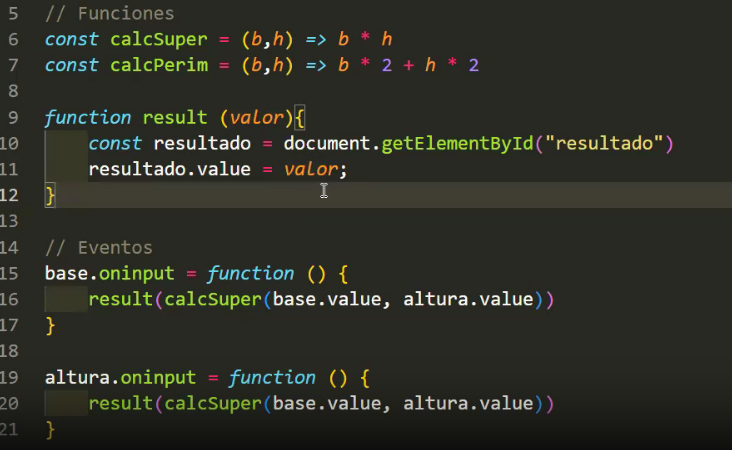 5 // Funciones
6 const calcSuper = (b,h) => b * h
7 const calcPerim = (b,h) => b * 2 + h * 2
8
9 function result (valor){
10 const resultado = document.getElementById("resultado")
11 resultado.value = valor;
12 }
13
14 // Eventos
15 base.oninput = function () {
16 result(calcSuper(base.value, altura.value))
17 }
18
19 altura.oninput = function () {
20 result(calcSuper(base.value, altura.value))
21 }